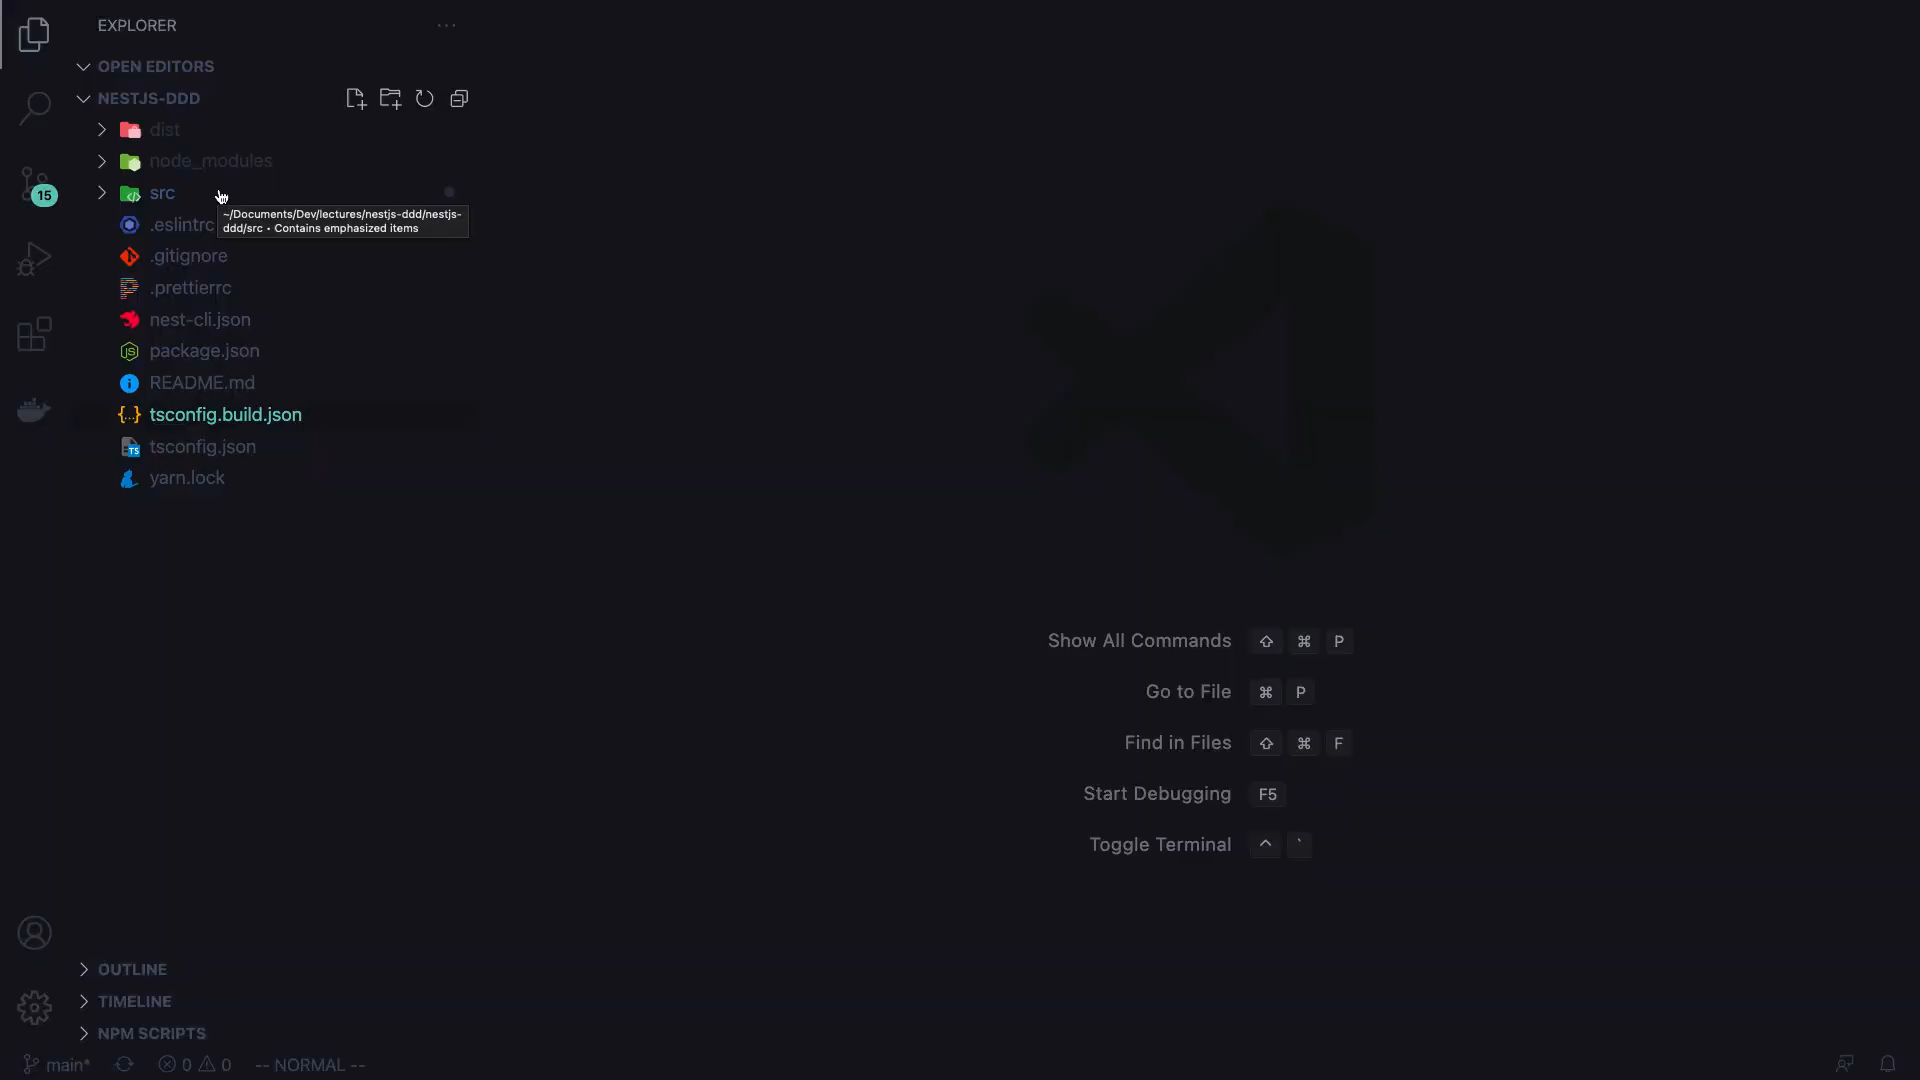 EXPLORER
OPEN EDITORS
NESTJS-DDD
dist
node_modules
src
~/Documents/Dev/lectures/nestjs-ddd/nestjs-
ddd/src • Contains emphasized items
.eslintrc
.gitignore
.prettierrc
nest-cli.json
package.json
README.md
tsconfig.build.json
tsconfig.json
yarn.lock
15
Show All Commands ⇧ ⌘ P
Go to File ⌘ P
Find in Files ⇧ ⌘ F
Start Debugging F5
Toggle Terminal ^ `
OUTLINE
TIMELINE
NPM SCRIPTS
main* 0 0 -- NORMAL --